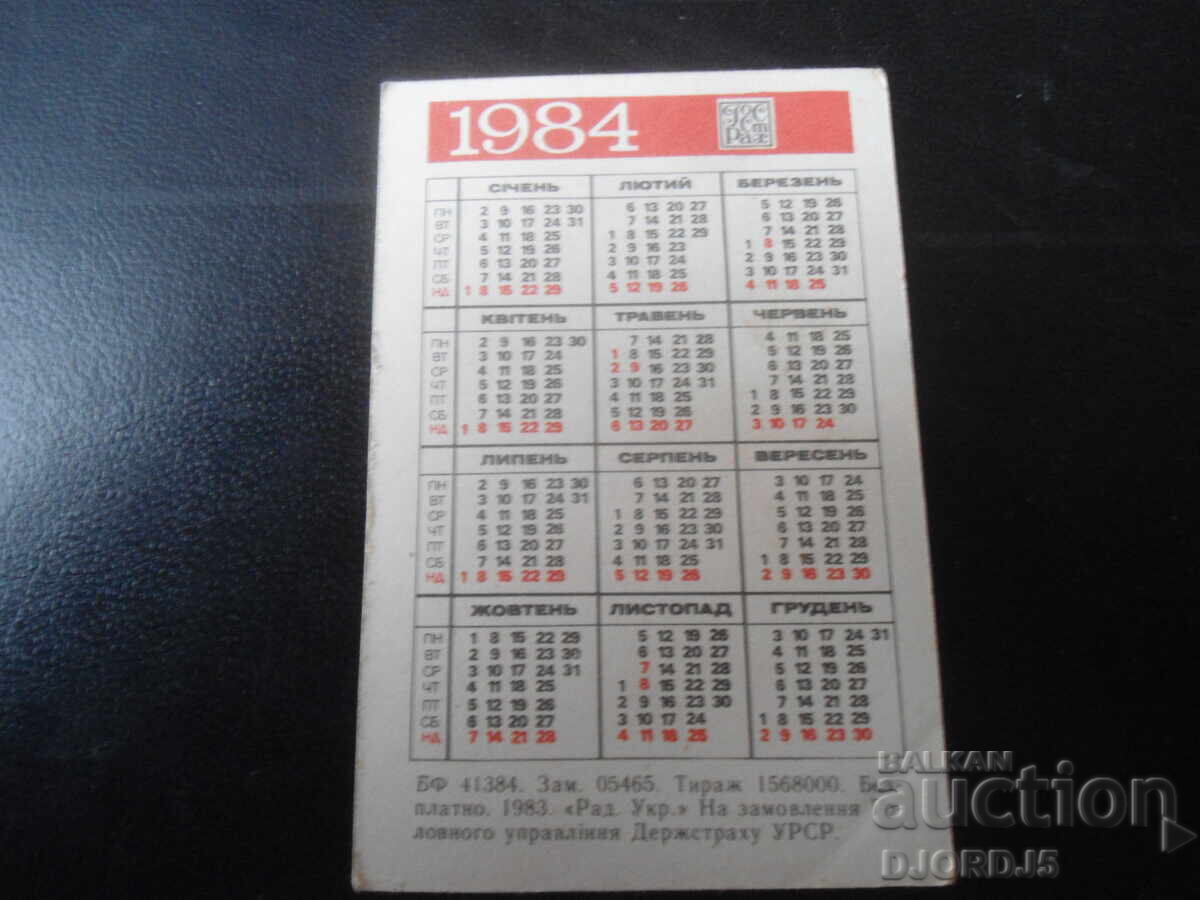 1984
СІЧЕНЬ ЛЮТИЙ БЕРЕЗЕНЬ
ПН 2 9 16 23 30 6 13 20 27 5 12 19 26
ВТ 3 10 17 24 31 7 14 21 28 6 13 20 27
СР 4 11 18 25 1 8 15 22 29 7 14 21 28
ЧТ 5 12 19 26 2 9 16 23 1 8 15 22 29
ПТ 6 13 20 27 3 10 17 24 2 9 16 23 30
СБ 7 14 21 28 4 11 18 25 3 10 17 24 31
НД 1 8 15 22 29 5 12 19 26 4 11 18 25
КВІТЕНЬ ТРАВЕНЬ ЧЕРВЕНЬ
ПН 2 9 16 23 30 7 14 21 28 4 11 18 25
ВТ 3 10 17 24 1 8 15 22 29 5 12 19 26
СР 4 11 18 25 2 9 16 23 30 6 13 20 27
ЧТ 5 12 19 26 3 10 17 24 31 7 14 21 28
ПТ 6 13 20 27 4 11 18 25 1 8 15 22 29
СБ 7 14 21 28 5 12 19 26 2 9 16 23 30
НД 1 8 15 22 29 6 13 20 27 3 10 17 24
ЛИПЕНЬ СЕРПЕНЬ ВЕРЕСЕНЬ
ПН 2 9 16 23 30 6 13 20 27 3 10 17 24
ВТ 3 10 17 24 31 7 14 21 28 4 11 18 25
СР 4 11 18 25 1 8 15 22 29 5 12 19 26
ЧТ 5 12 19 26 2 9 16 23 30 6 13 20 27
ПТ 6 13 20 27 3 10 17 24 31 7 14 21 28
СБ 7 14 21 28 4 11 18 25 1 8 15 22 29
НД 1 8 15 22 29 5 12 19 26 2 9 16 23 30
ЖОВТЕНЬ ЛИСТОПАД ГРУДЕНЬ
ПН 1 8 15 22 29 5 12 19 26 3 10 17 24 31
ВТ 2 9 16 23 30 6 13 20 27 4 11 18 25
СР 3 10 17 24 31 7 14 21 28 5 12 19 26
ЧТ 4 11 18 25 1 8 15 22 29 6 13 20 27
ПТ 5 12 19 26 2 9 16 23 30 7 14 21 28
СБ 6 13 20 27 3 10 17 24 1 8 15 22 29
НД 7 14 21 28 4 11 18 25 2 9 16 23 30
БФ 41384. Зам. 05465. Тираж 1568000. Без-
платно. 1983. «Рад. Укр.» На замовлення
ловного управління Держстраху УРСР.
BALKAN
auction
DJORDJ5